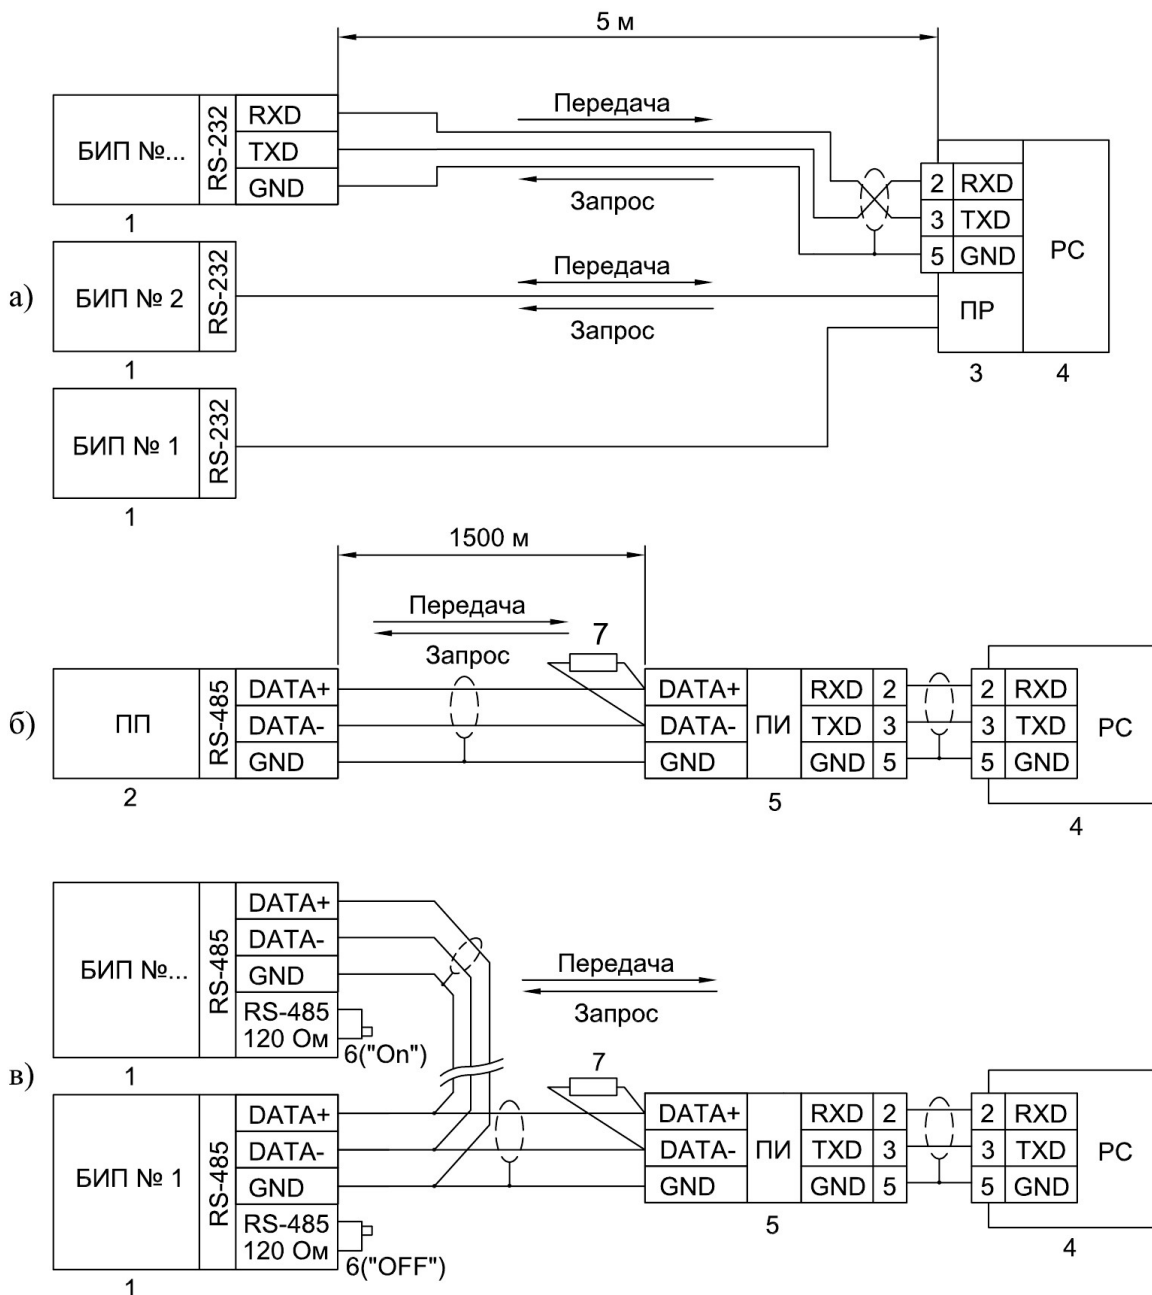 5 м
БИП №...
RS-232
RXD
TXD
GND
1
Передача
Запрос
2 RXD
3 TXD
5 GND
PC
ПР
3
4
а)
БИП № 2
RS-232
1
Передача
Запрос
БИП № 1
RS-232
1
1500 м
Передача
Запрос
7
б)
ПП
RS-485
DATA+
DATA-
GND
2
DATA+
DATA-
GND
ПИ
RXD 2
TXD 3
GND 5
5
2 RXD
3 TXD
5 GND
PC
4
в)
БИП №...
RS-485
DATA+
DATA-
GND
RS-485
120 Ом
6("On")
1
Передача
Запрос
7
БИП № 1
RS-485
DATA+
DATA-
GND
RS-485
120 Ом
6("OFF")
1
DATA+
DATA-
GND
ПИ
RXD 2
TXD 3
GND 5
5
2 RXD
3 TXD
5 GND
PC
4